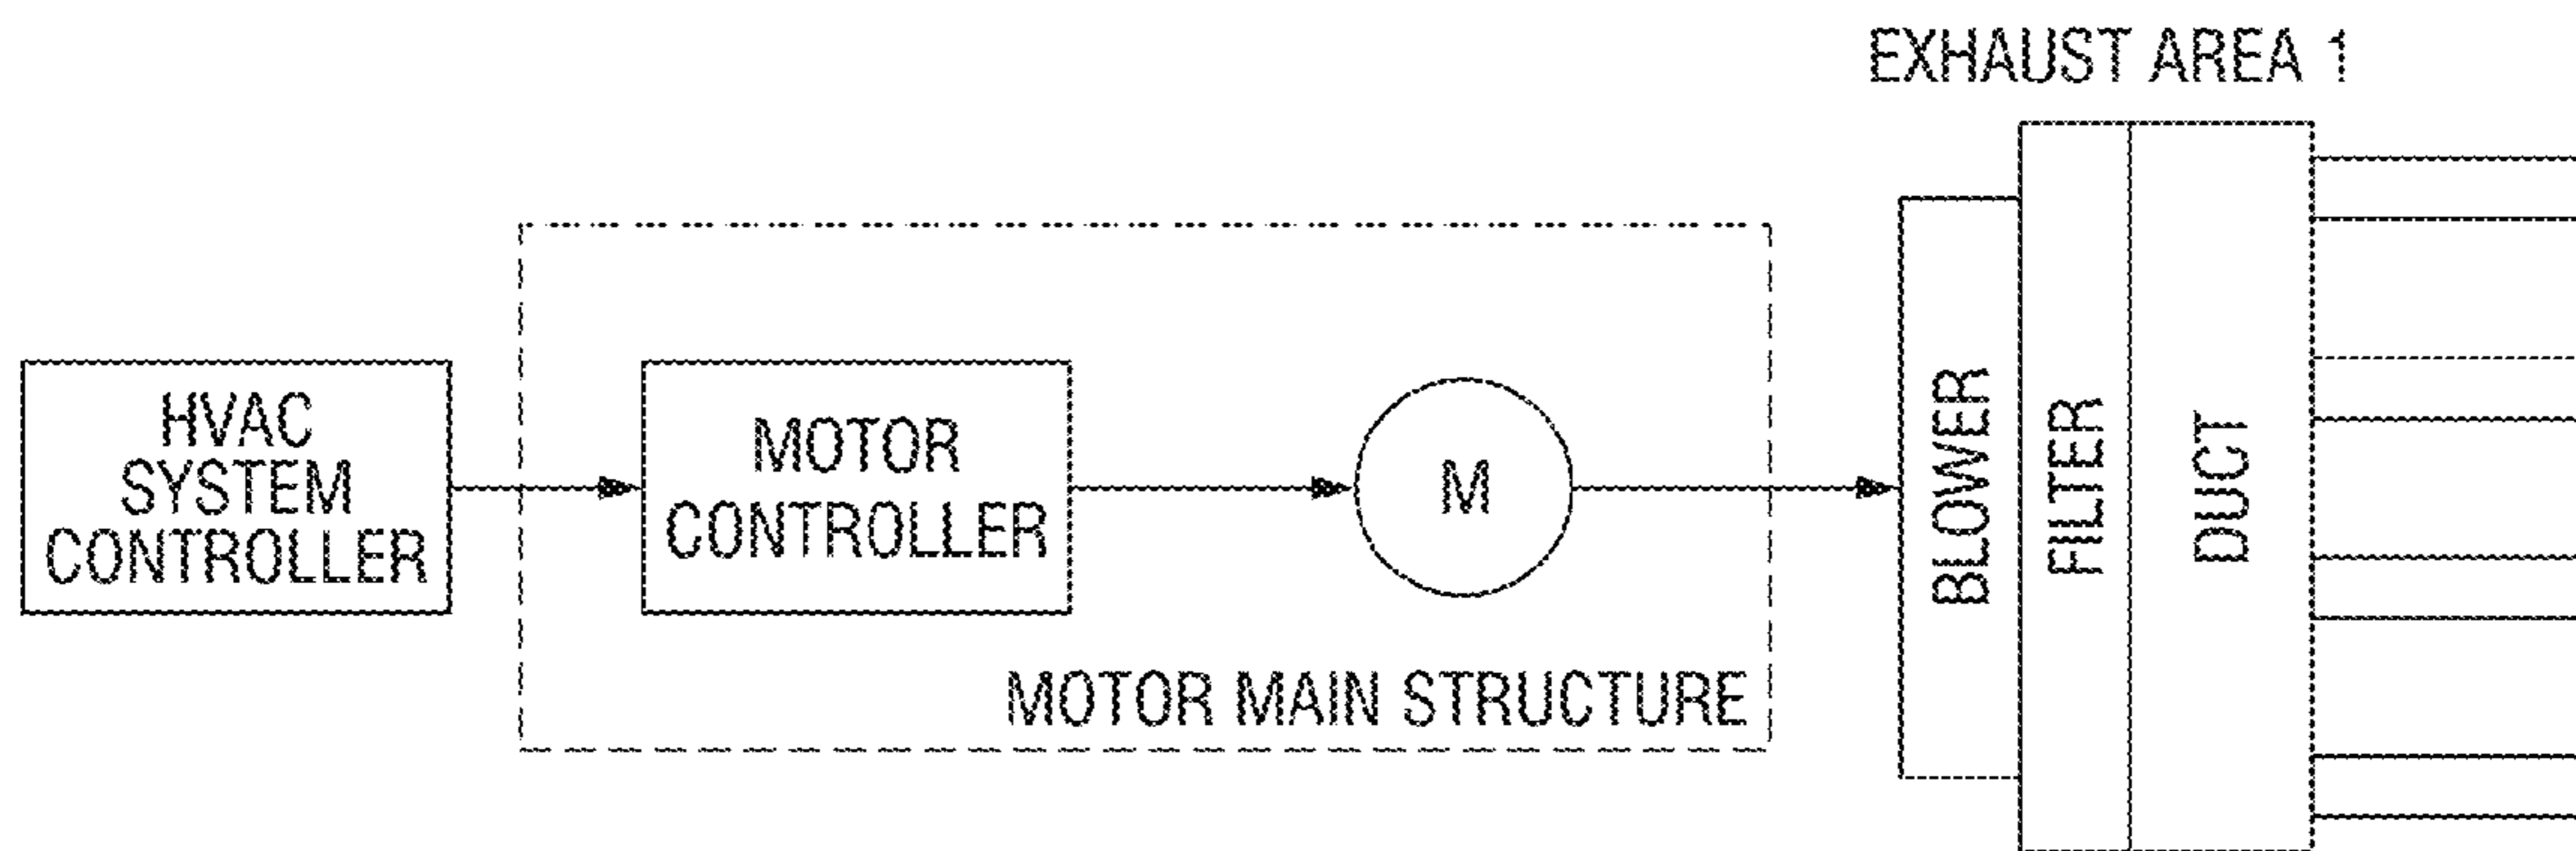 EXHAUST AREA 1
HVAC
SYSTEM
CONTROLLER
MOTOR
CONTROLLER
M
MOTOR MAIN STRUCTURE
BLOWER
FILTER
DUCT